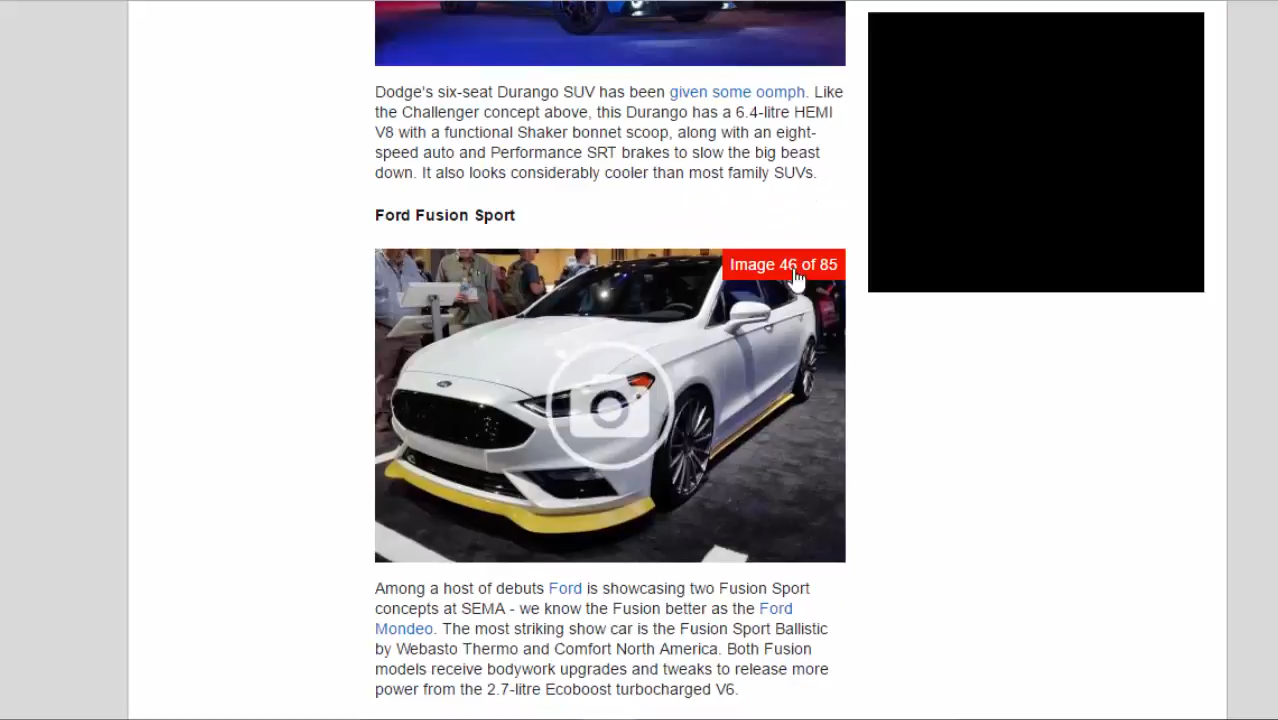 Dodge's six-seat Durango SUV has been given some oomph. Like
the Challenger concept above, this Durango has a 6.4-litre HEMI
V8 with a functional Shaker bonnet scoop, along with an eight-
speed auto and Performance SRT brakes to slow the big beast
down. It also looks considerably cooler than most family SUVs.
Ford Fusion Sport
Image 46 of 85
Among a host of debuts Ford is showcasing two Fusion Sport
concepts at SEMA - we know the Fusion better as the Ford
Mondeo. The most striking show car is the Fusion Sport Ballistic
by Webasto Thermo and Comfort North America. Both Fusion
models receive bodywork upgrades and tweaks to release more
power from the 2.7-litre Ecoboost turbocharged V6.